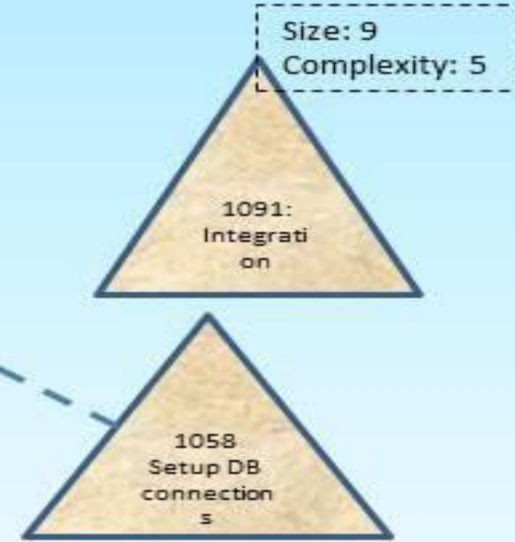 Size: 9
Complexity: 5
1091:
Integrati
on
1058
Setup DB
connection
s